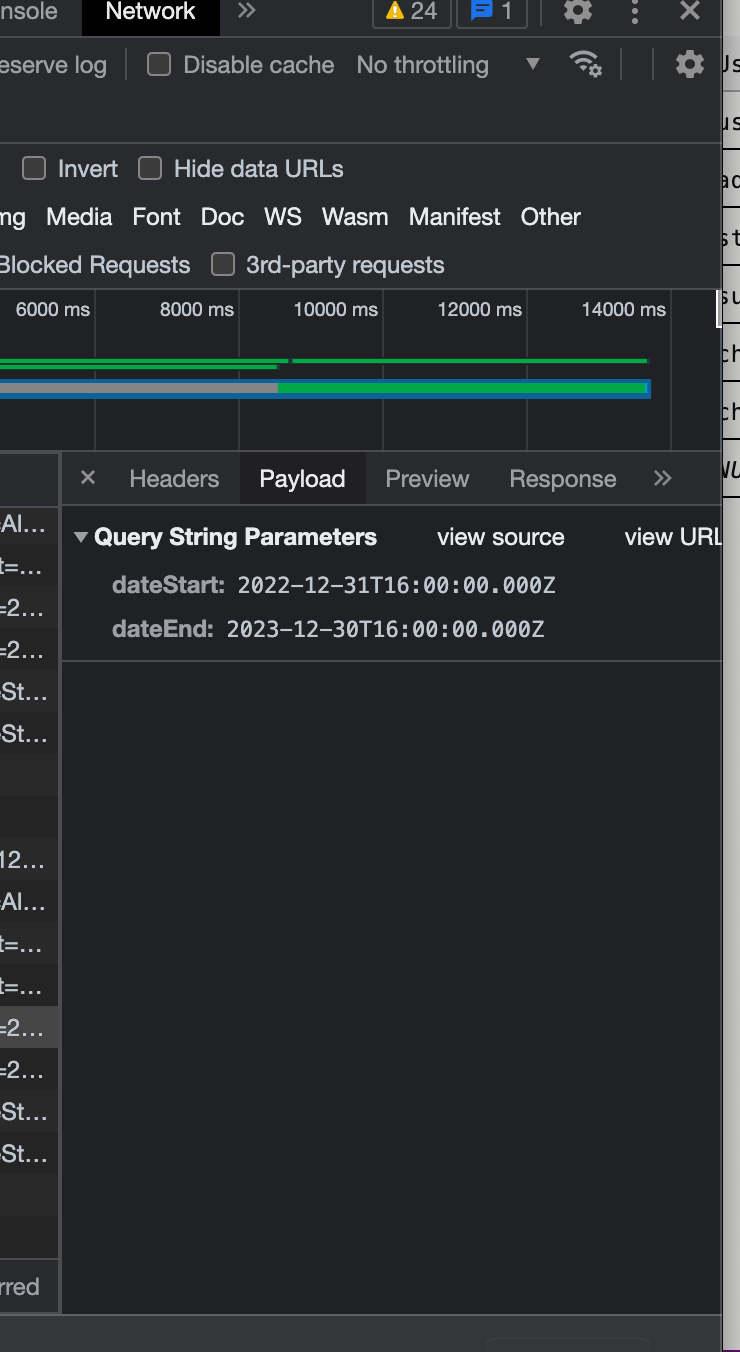 nsole Network 24 1
eserve log Disable cache No throttling
Invert Hide data URLs
mg Media Font Doc WS Wasm Manifest Other
Blocked Requests 3rd-party requests
6000 ms 8000 ms 10000 ms 12000 ms 14000 ms
× Headers Payload Preview Response
Query String Parameters view source view URL
dateStart: 2022-12-31T16:00:00.000Z
dateEnd: 2023-12-30T16:00:00.000Z
Al...
t=...
=2...
=2...
St...
St...
12...
Al...
t=...
t=...
=2...
=2...
St...
St...
rred
Us
us
ad
st
su
ch
ch
NU